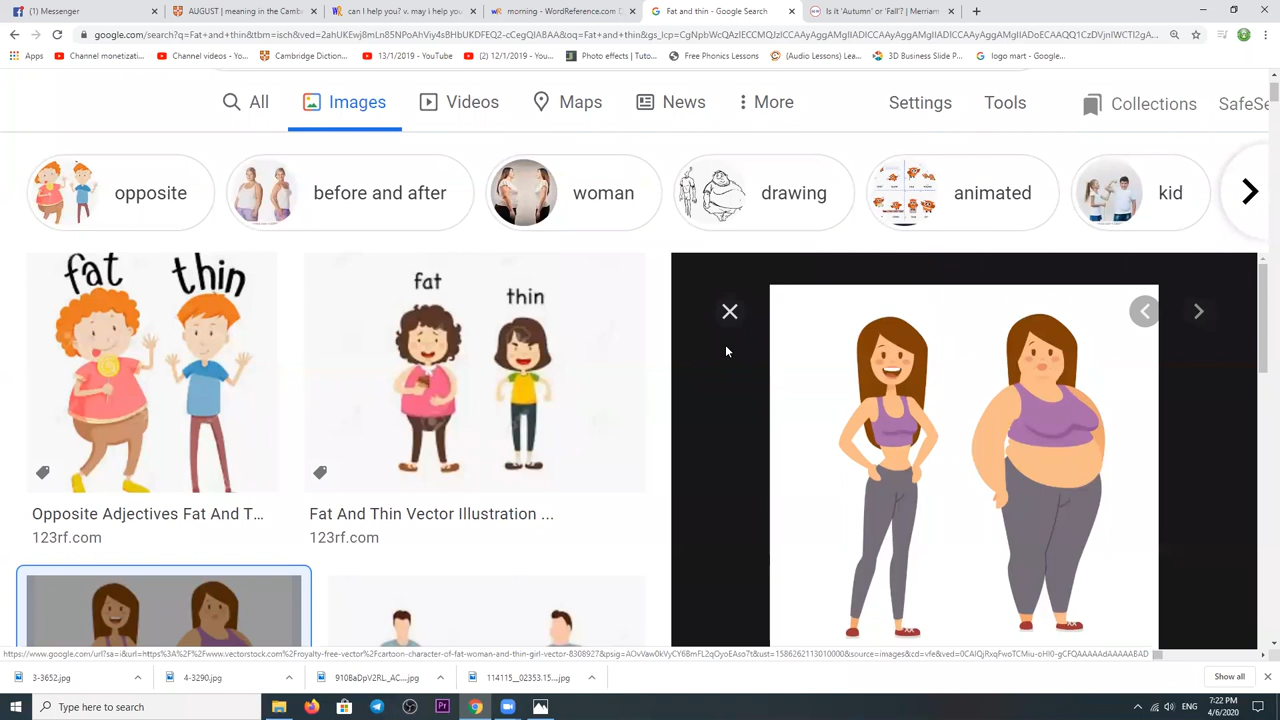 (1) Messenger
AUGUST | meaning in the Camb
can I help you? v. may i help you
morning - WordReference.com D
Fat and thin - Google Search
Is it 'Autumn' or 'Fall'? | Merriam
Apps
Channel monetizati...
Channel videos - Yo...
Cambridge Diction...
13/1/2019 - YouTube
(2) 12/1/2019 - YouT...
Photo effects | Tuto...
Free Phonics Lessons
(Audio Lessons) Lea...
3D Business Slide P...
logo mart - Google...
All
Images
Videos
Maps
News
More
Settings
Tools
Collections
SafeSe
opposite
before and after
woman
drawing
animated
kid
fat thin
fat
thin
Opposite Adjectives Fat And T...
123rf.com
Fat And Thin Vector Illustration ...
123rf.com
3-3652.jpg
4-3290.jpg
9108aDpV2RL_AC....jpg
114115__02353.15....jpg
Show all
Type here to search
ENG
7:22 PM
4/6/2020